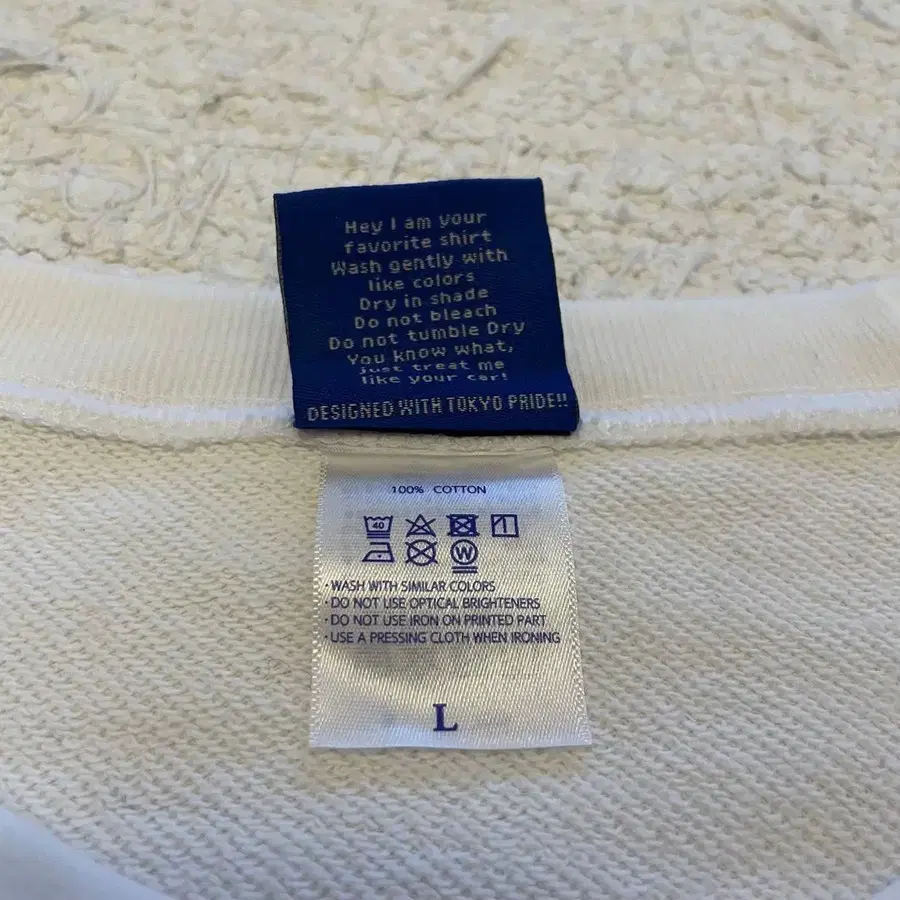 Hey I am your
favorite shirt
Wash gently with
like colors
Dry in shade
Do not bleach
Do not tumble Dry
You know what,
just treat me
like your car!
DESIGNED WITH TOKYO PRIDE!!
100% COTTON
40
W
· WASH WITH SIMILAR COLORS
· DO NOT USE OPTICAL BRIGHTENERS
· DO NOT USE IRON ON PRINTED PART
· USE A PRESSING CLOTH WHEN IRONING
L